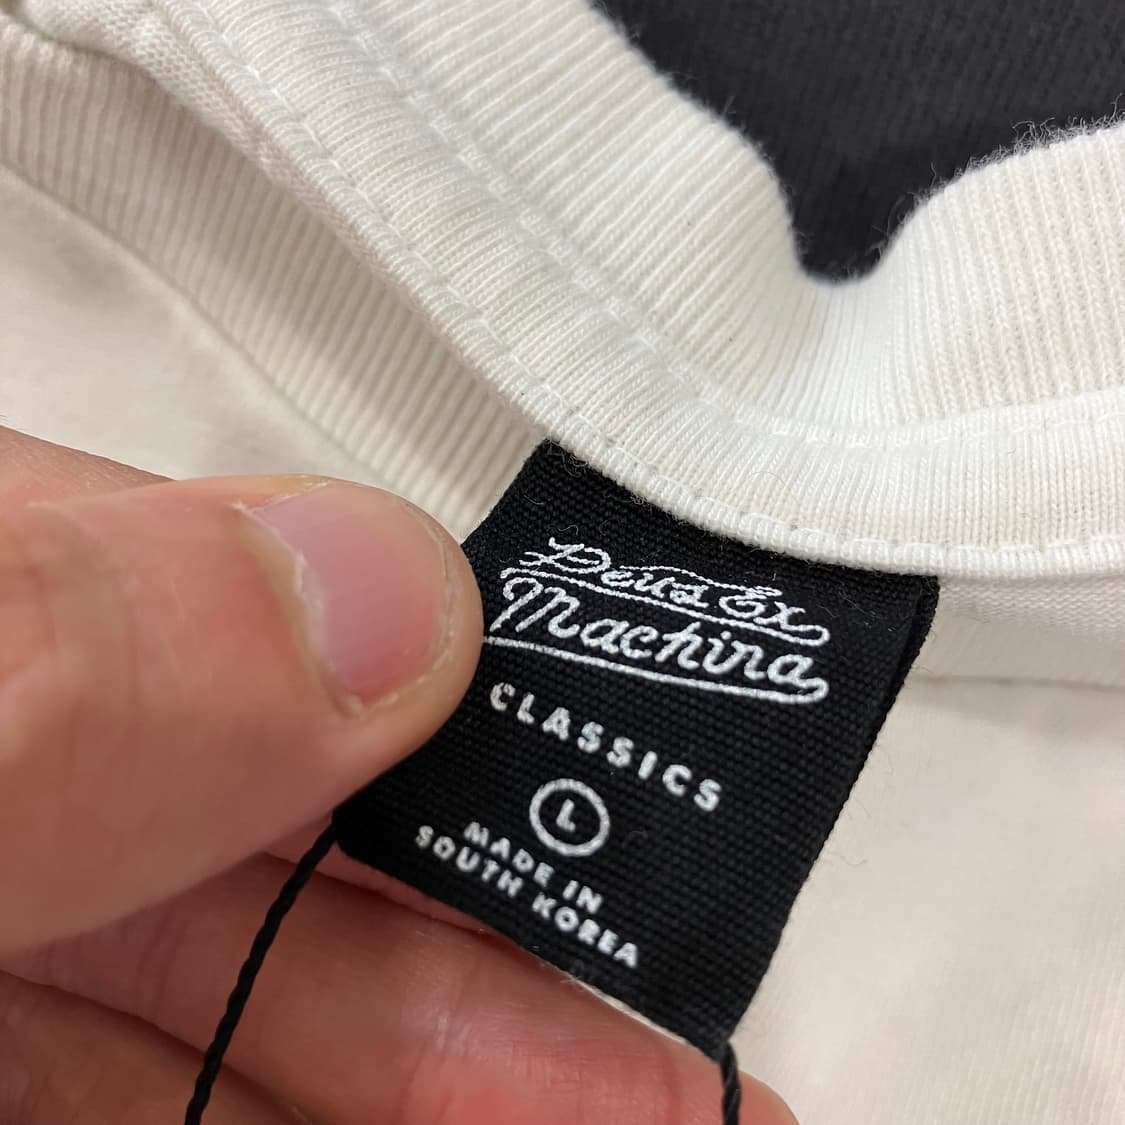 Deus Ex
Machina
CLASSICS
L
MADE IN
SOUTH KOREA